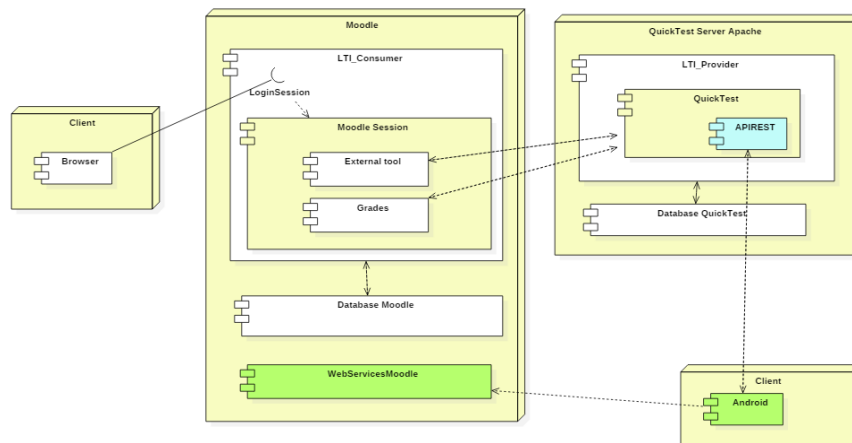 Moodle
LTI_Consumer
LoginSession
Moodle Session
External tool
Grades
Database Moodle
WebServicesMoodle
Client
Browser
QuickTest Server Apache
LTI_Provider
QuickTest
APIREST
Database QuickTest
Client
Android